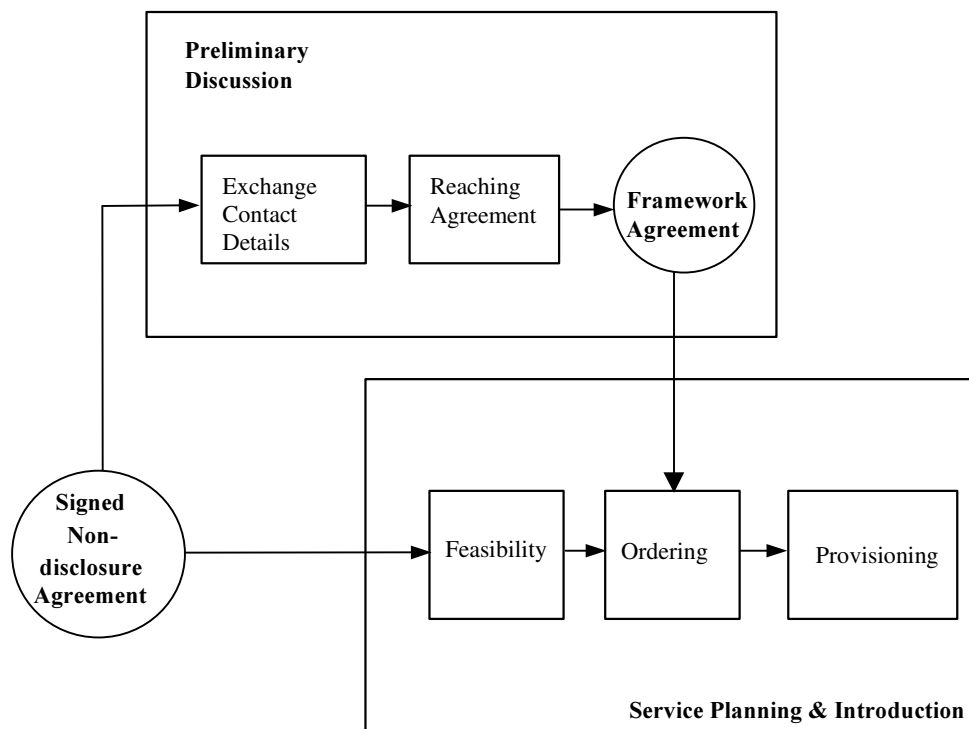 Preliminary
Discussion
Exchange
Contact
Details
Reaching
Agreement
Framework
Agreement
Signed
Non-
disclosure
Agreement
Feasibility
Ordering
Provisioning
Service Planning & Introduction